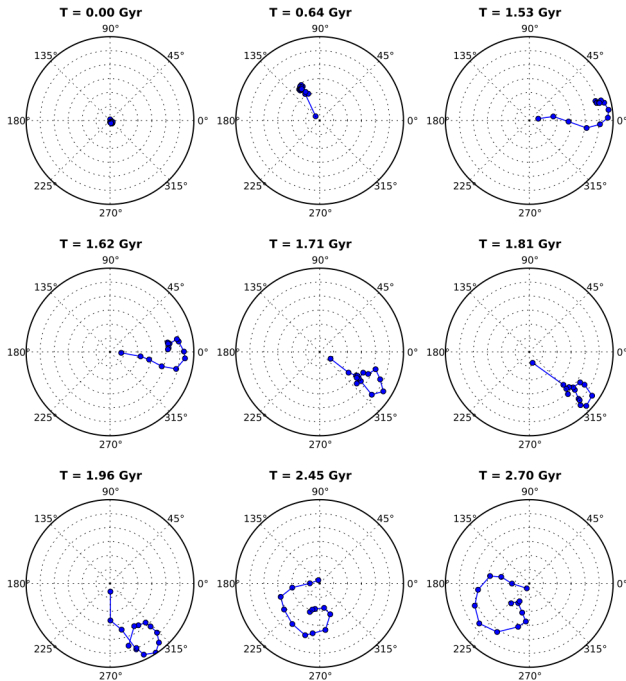 T = 0.00 Gyr T = 0.64 Gyr T = 1.53 Gyr
90° 90° 90°
135° 45° 135° 45° 135° 45°
180° 0° 180° 0° 180° 0°
225° 315° 225° 315° 225° 315°
270° 270° 270°
T = 1.62 Gyr T = 1.71 Gyr T = 1.81 Gyr
90° 90° 90°
135° 45° 135° 45° 135° 45°
180° 0° 180° 0° 180° 0°
225° 315° 225° 315° 225° 315°
270° 270° 270°
T = 1.96 Gyr T = 2.45 Gyr T = 2.70 Gyr
90° 90° 90°
135° 45° 135° 45° 135° 45°
180° 0° 180° 0° 180° 0°
225° 315° 225° 315° 225° 315°
270° 270° 270°